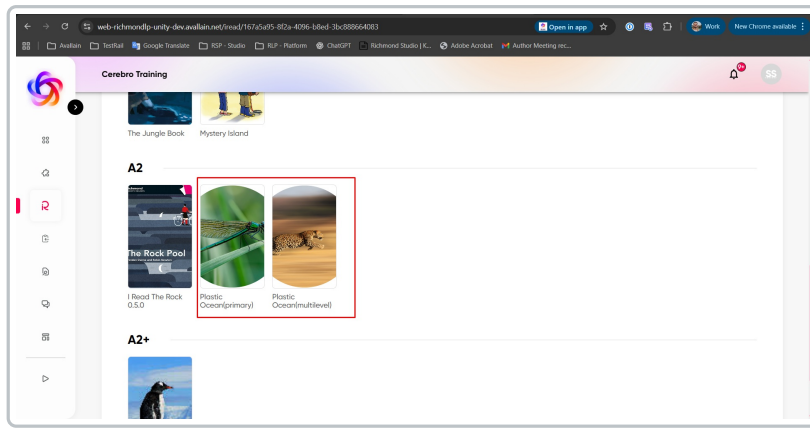 web-richmondlp-unity-dev.avallain.net/iread/167a5a95-8f2a-4096-b8ed-3bc888664083
Open in app
Work
New Chrome available
Avallain
TestRail
Google Translate
RSP - Studio
RLP - Platform
ChatGPT
Richmond Studio | K...
Adobe Acrobat
Author Meeting rec...
Cerebro Training
9+
SS
The Jungle Book
Mystery Island
A2
The Rock Pool
I Read The Rock
0.5.0
Plastic
Ocean(primary)
Plastic
Ocean(multilevel)
A2+